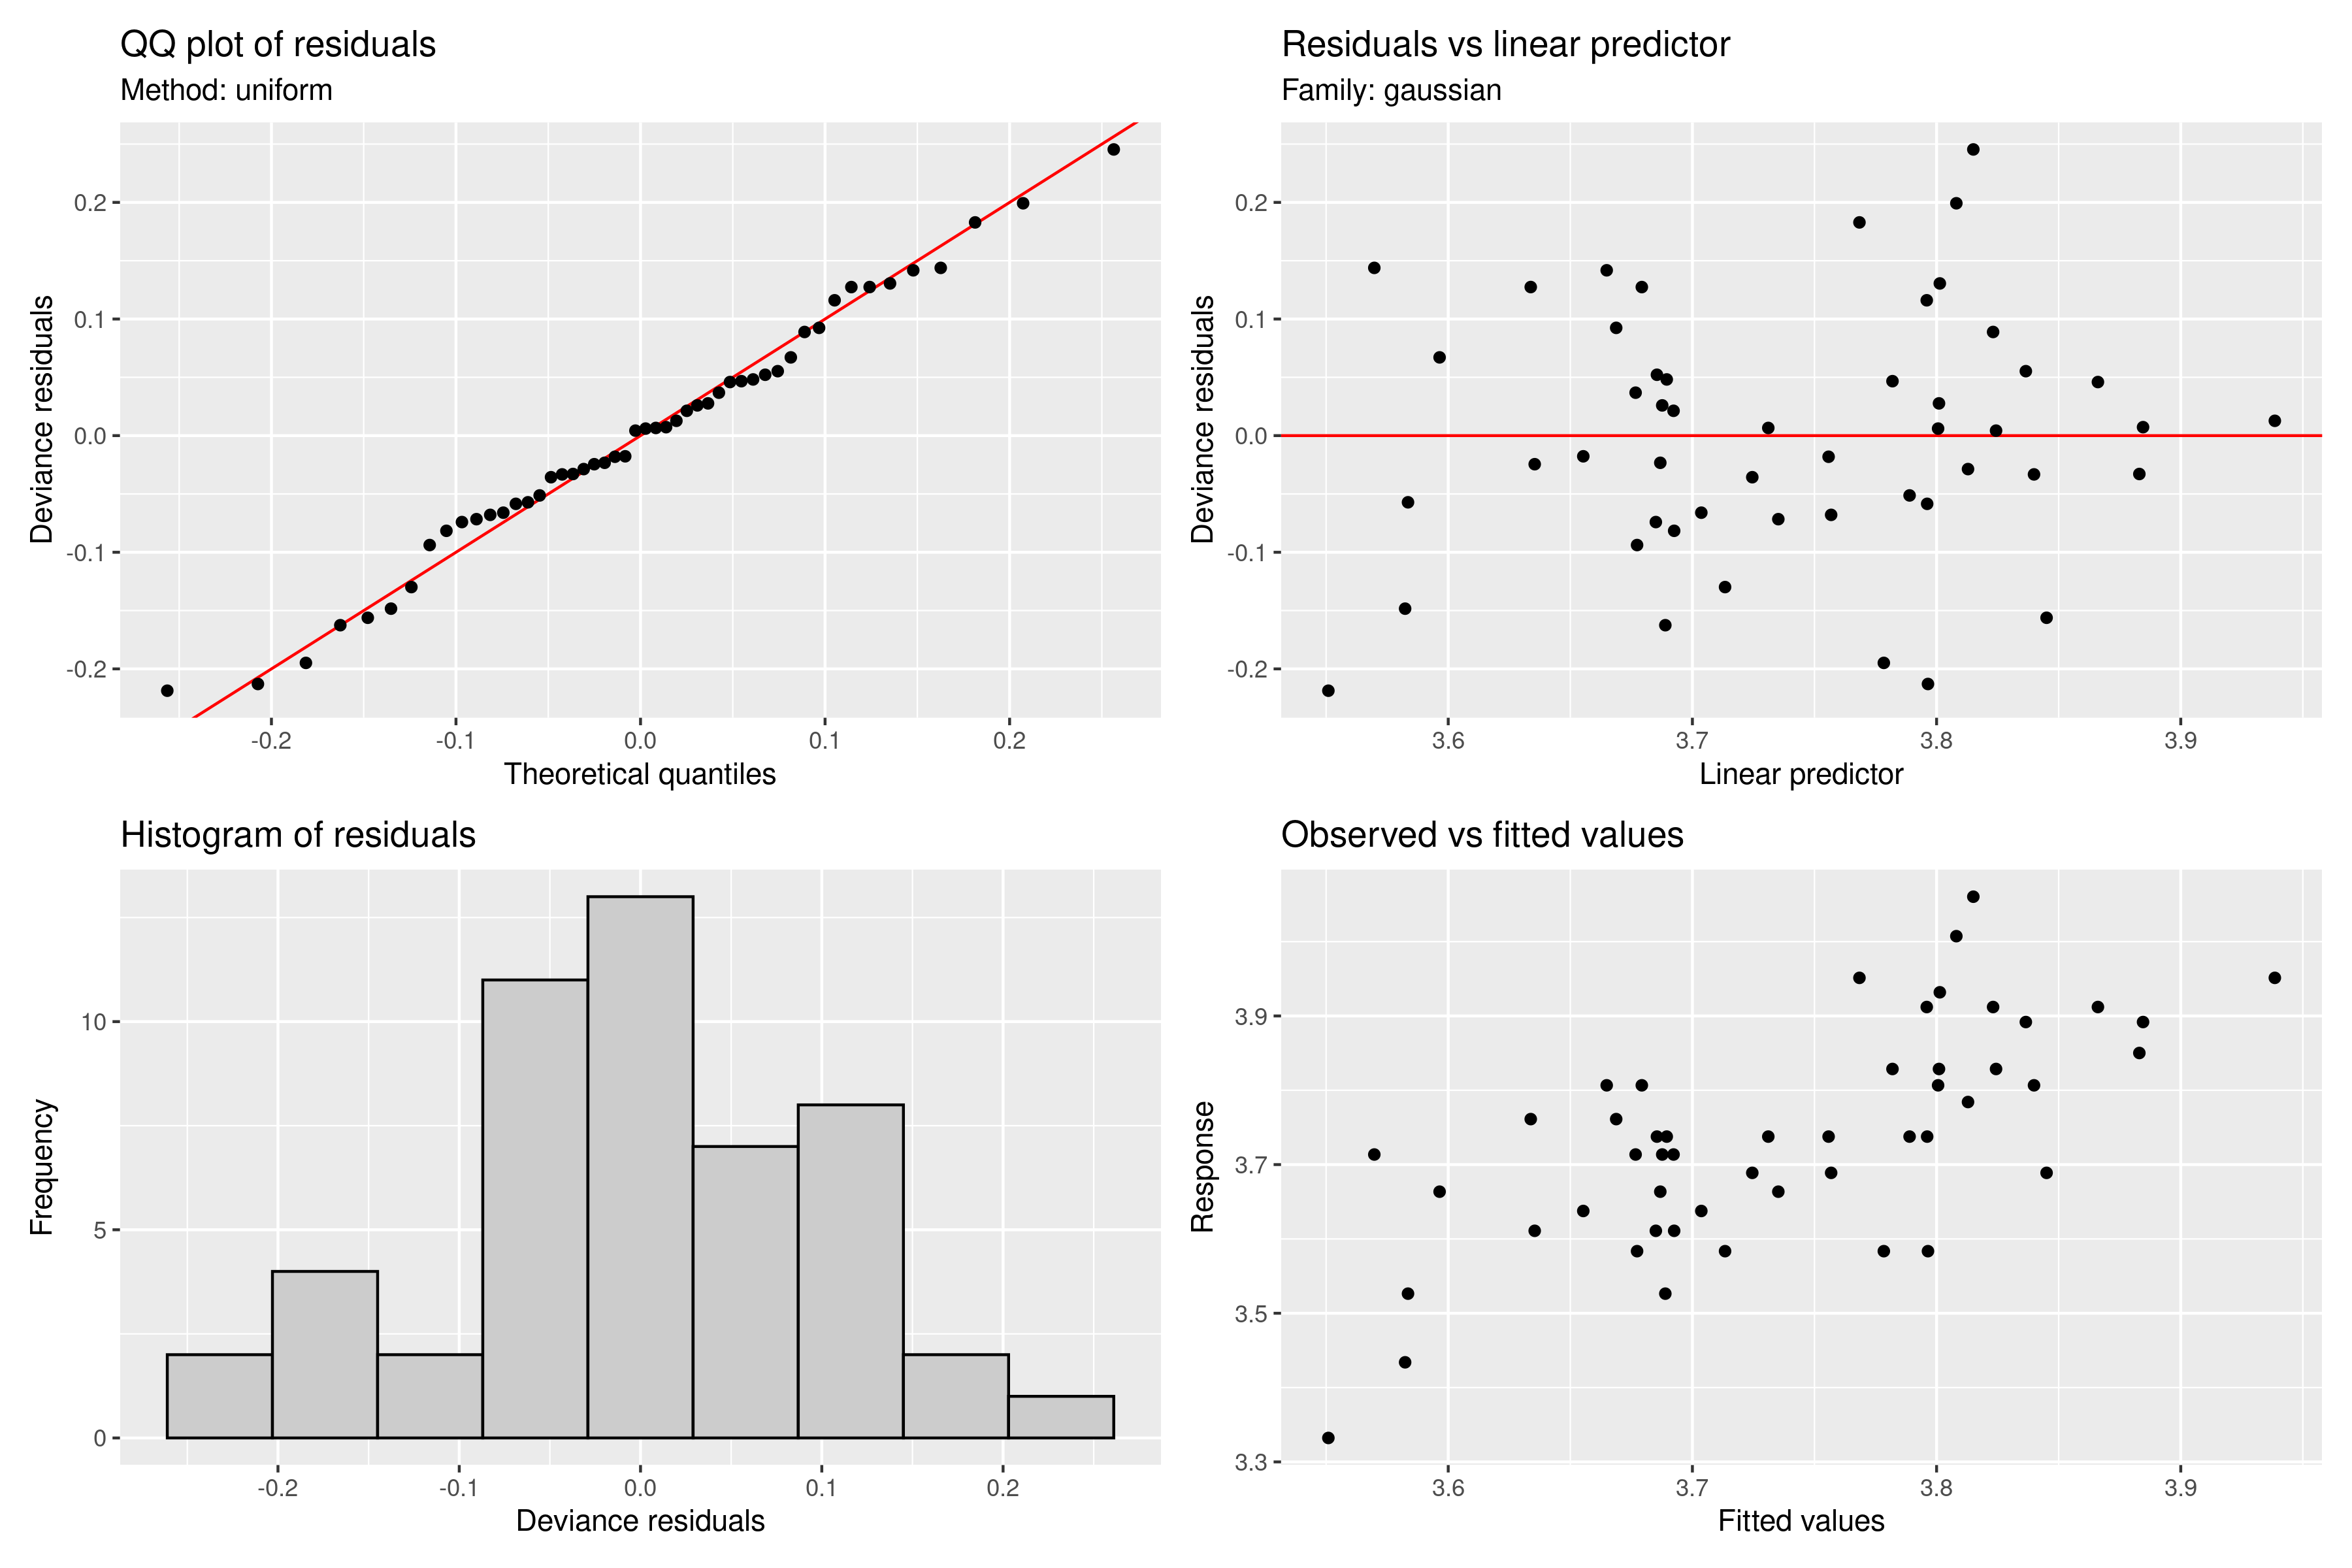 QQ plot of residuals
Method: uniform
0.2
0.1
0.0
-0.1
-0.2
Deviance residuals
-0.2 -0.1 0.0 0.1 0.2
Theoretical quantiles
Residuals vs linear predictor
Family: gaussian
0.2
0.1
0.0
-0.1
-0.2
Deviance residuals
3.6 3.7 3.8 3.9
Linear predictor
Histogram of residuals
10
5
0
Frequency
-0.2 -0.1 0.0 0.1 0.2
Deviance residuals
Observed vs fitted values
3.9
3.7
3.5
3.3
Response
3.6 3.7 3.8 3.9
Fitted values